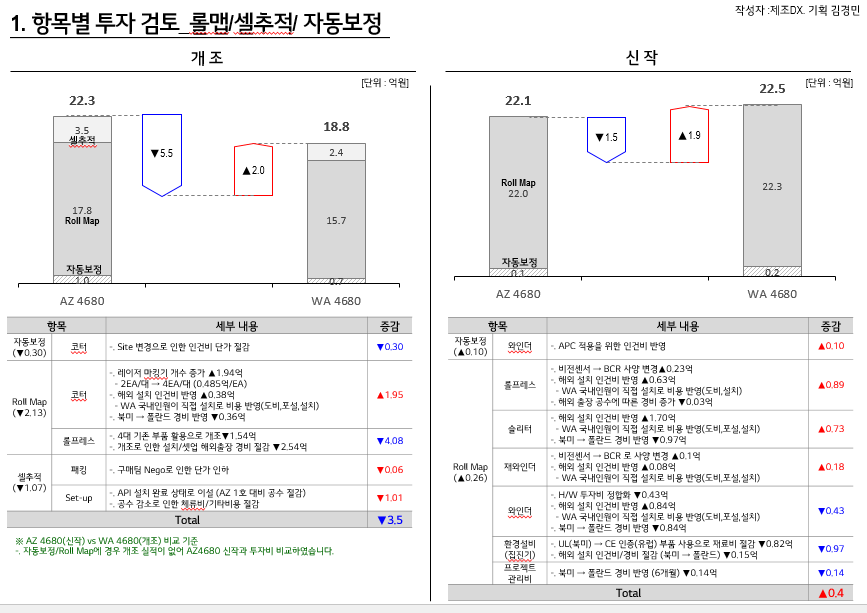 작성자 :제조DX. 기획 김경민
1. 항목별 투자 검토_롤맵/셀추적/ 자동보정
개 조
[단위 : 억원]
22.3
3.5
셀추적
17.8
Roll Map
자동보정
1.0
▼5.5
▲2.0
18.8
2.4
15.7
0.7
AZ 4680
WA 4680
항목 세부 내용 증감
자동보정
(▼0.30)
코터
-. Site 변경으로 인한 인건비 단가 절감
▼0.30
Roll Map
(▼2.13)
코터
-. 레이저 마킹기 개수 증가 ▲1.94억
- 2EA/대 → 4EA/대 (0.485억/EA)
-. 해외 설치 인건비 반영 ▲0.38억
- WA 국내인원이 직접 설치로 비용 반영(도비,포설,설치)
-. 북미 → 폴란드 경비 반영 ▼0.36억
▲1.95
롤프레스
-. 4대 기존 부품 활용으로 개조▼1.54억
-. 개조로 인한 설치/셋업 해외출장 경비 절감 ▼2.54억
▼4.08
셀추적
(▼1.07)
패킹
-. 구매팀 Nego로 인한 단가 인하
▼0.06
Set-up
-. API 설치 완료 상태로 이설 (AZ 1호 대비 공수 절감)
-. 공수 감소로 인한 체류비/기타비용 절감
▼1.01
Total ▼3.5
※ AZ 4680(신작) vs WA 4680(개조) 비교 기준
-. 자동보정/Roll Map에 경우 개조 실적이 없어 AZ4680 신작과 투자비 비교하였습니다.
신 작
[단위 : 억원]
22.1
Roll Map
22.0
자동보정
0.1
▼1.5
▲1.9
22.5
22.3
0.2
AZ 4680
WA 4680
항목 세부 내용 증감
자동보정
(▲0.10)
와인더
-. APC 적용을 위한 인건비 반영
▲0.10
Roll Map
(▲0.26)
롤프레스
-. 비전센서 → BCR 사양 변경▲0.23억
-. 해외 설치 인건비 반영 ▲0.63억
- WA 국내인원이 직접 설치로 비용 반영(도비,설치)
-. 해외 출장 공수에 따른 경비 증가 ▼0.03억
▲0.89
슬리터
-. 해외 설치 인건비 반영 ▲1.70억
- WA 국내인원이 직접 설치로 비용 반영(도비,포설,설치)
-. 북미 → 폴란드 경비 반영 ▼0.97억
▲0.73
재와인더
-. 비전센서 → BCR 로 사양 변경 ▲0.1억
-. 해외 설치 인건비 반영 ▲0.08억
- WA 국내인원이 직접 설치로 비용 반영(도비,포설,설치)
▲0.18
와인더
-. H/W 투자비 정합화 ▼0.43억
-. 해외 설치 인건비 반영 ▲0.84억
- WA 국내인원이 직접 설치로 비용 반영(도비,포설,설치)
-. 북미 → 폴란드 경비 반영 ▼0.84억
▼0.43
환경설비
(집진기)
-. UL(북미) → CE 인증(유럽) 부품 사용으로 재료비 절감 ▼0.82억
-. 해외 설치 인건비/경비 절감 (북미 → 폴란드) ▼0.15억
▼0.97
프로젝트
관리비
-. 북미 → 폴란드 경비 반영 (6개월) ▼0.14억
▼0.14
Total ▲0.4